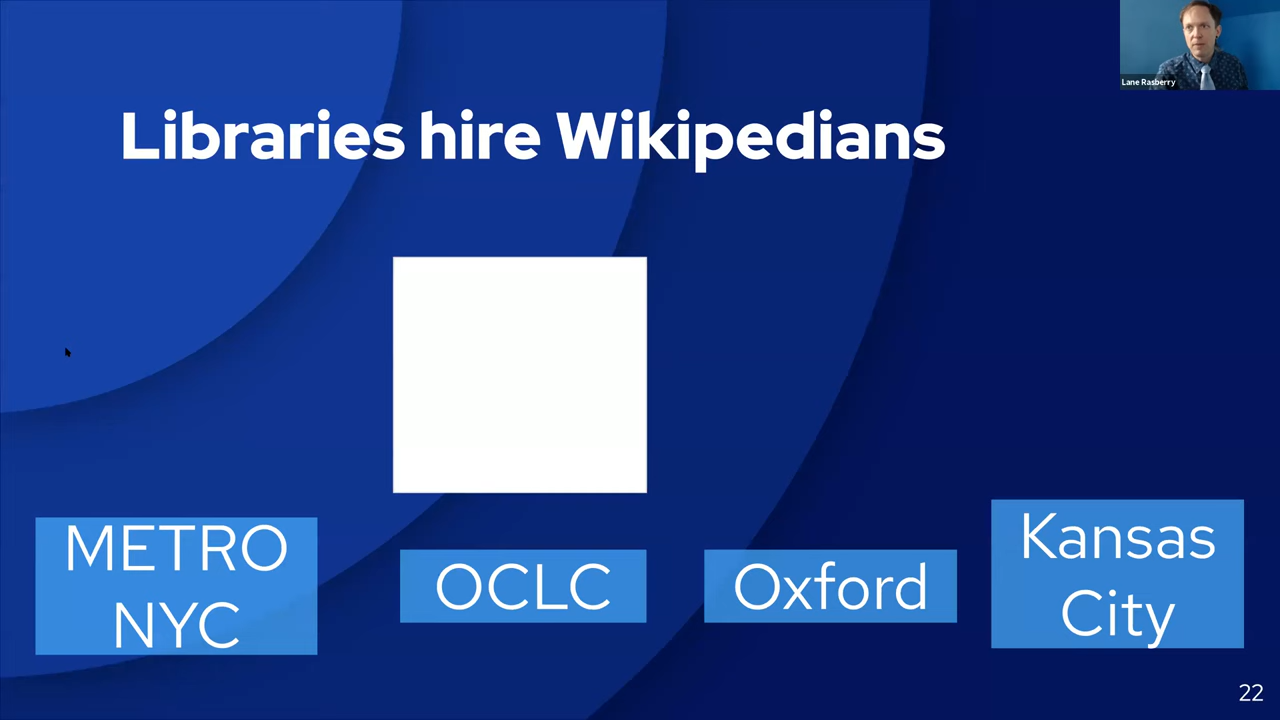 Lane Rasberry
Libraries hire Wikipedians
METRO
NYC
OCLC
Oxford
Kansas
City
22